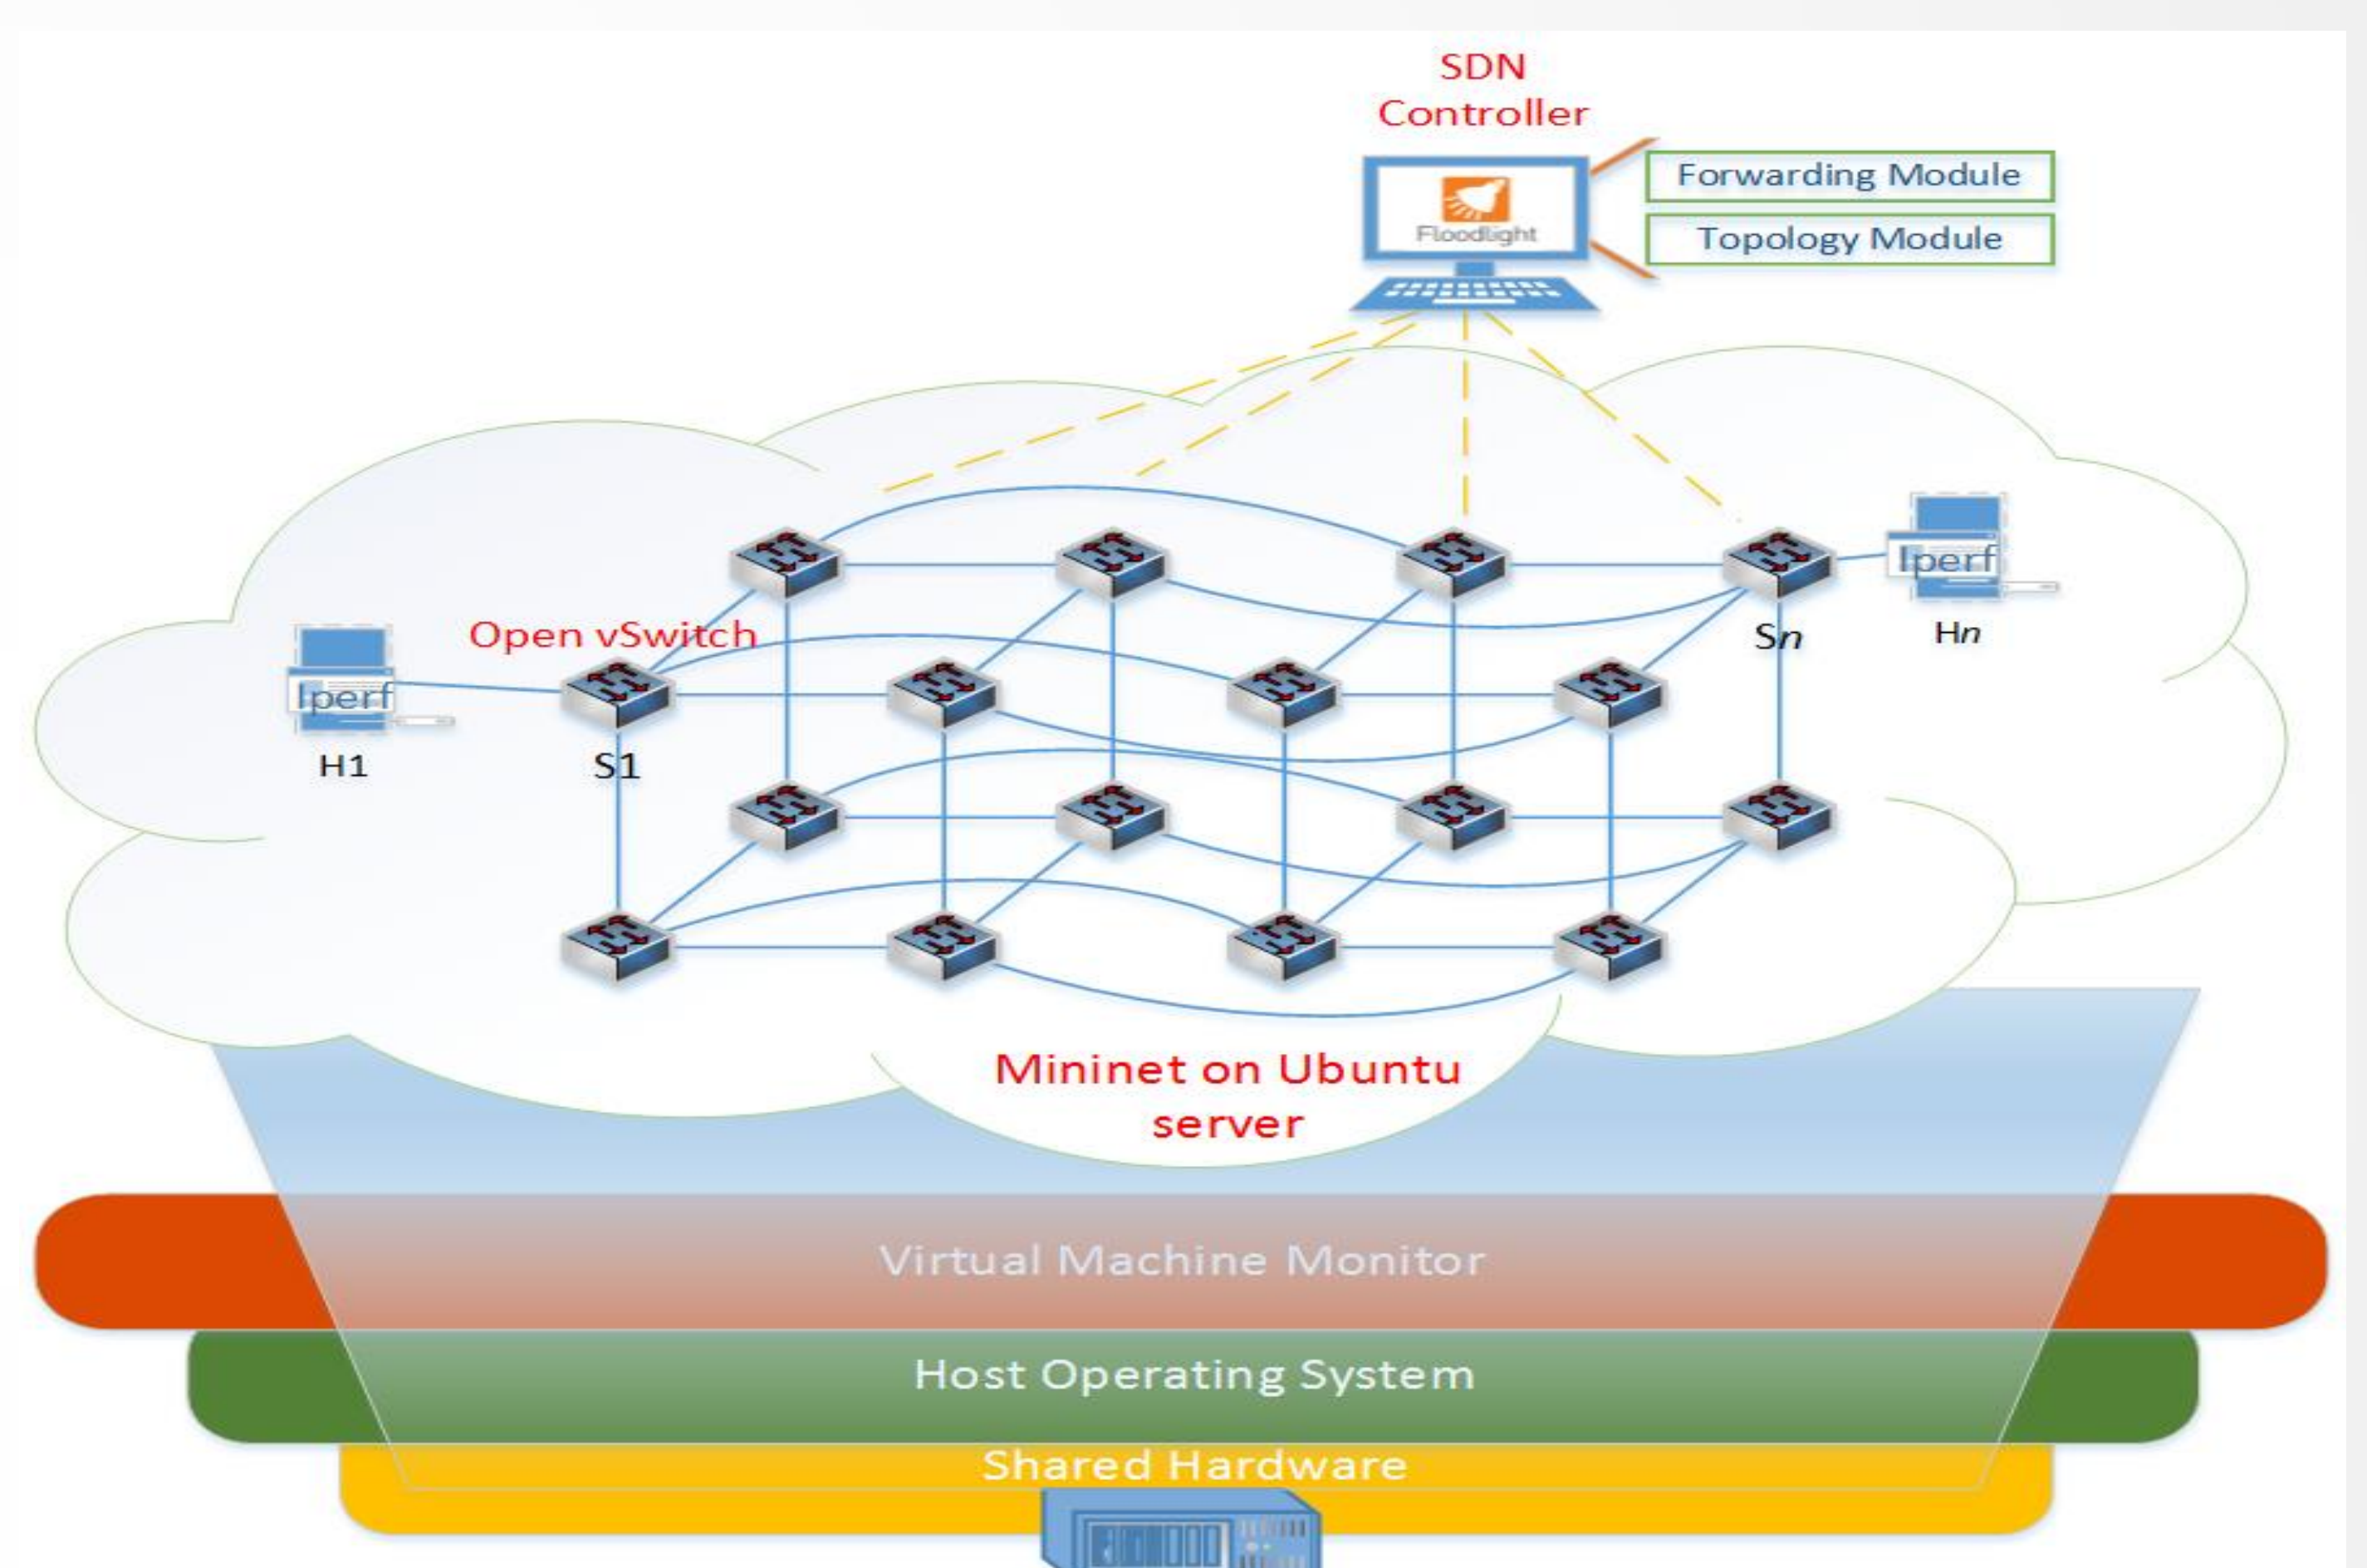 SDN
Controller
Forwarding Module
Floodlight
Topology Module
Iperf
Open vSwitch
Sn
Hn
Iperf
H1
S1
Mininet on Ubuntu
server
Virtual Machine Monitor
Host Operating System
Shared Hardware